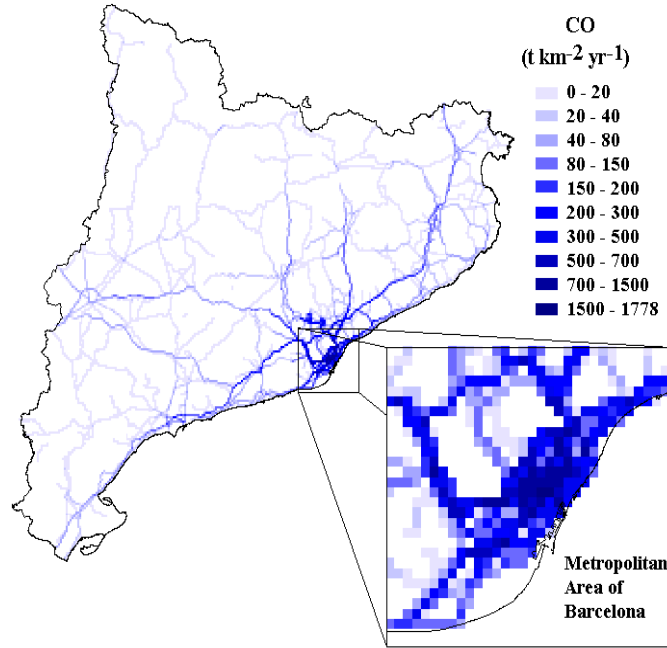 CO
(t km-2 yr-1)
0 - 20
20 - 40
40 - 80
80 - 150
150 - 200
200 - 300
300 - 500
500 - 700
700 - 1500
1500 - 1778
Metropolitan
Area of
Barcelona